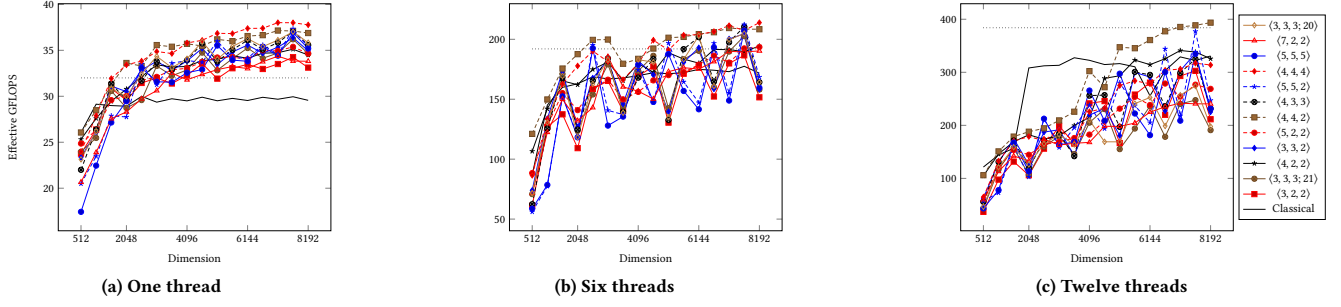 Effective GFLOPS
40
35
30
25
20
512
2048
4096
6144
8192
Dimension
(a) One thread
200
150
100
50
512
2048
4096
6144
8192
Dimension
(b) Six threads
400
300
200
100
512
2048
4096
6144
8192
Dimension
(c) Twelve threads
⟨3, 3, 3; 20⟩
⟨7, 2, 2⟩
⟨5, 5, 5⟩
⟨4, 4, 4⟩
⟨5, 5, 2⟩
⟨4, 3, 3⟩
⟨4, 4, 2⟩
⟨5, 2, 2⟩
⟨3, 3, 2⟩
⟨4, 2, 2⟩
⟨3, 3, 3; 21⟩
⟨3, 2, 2⟩
Classical